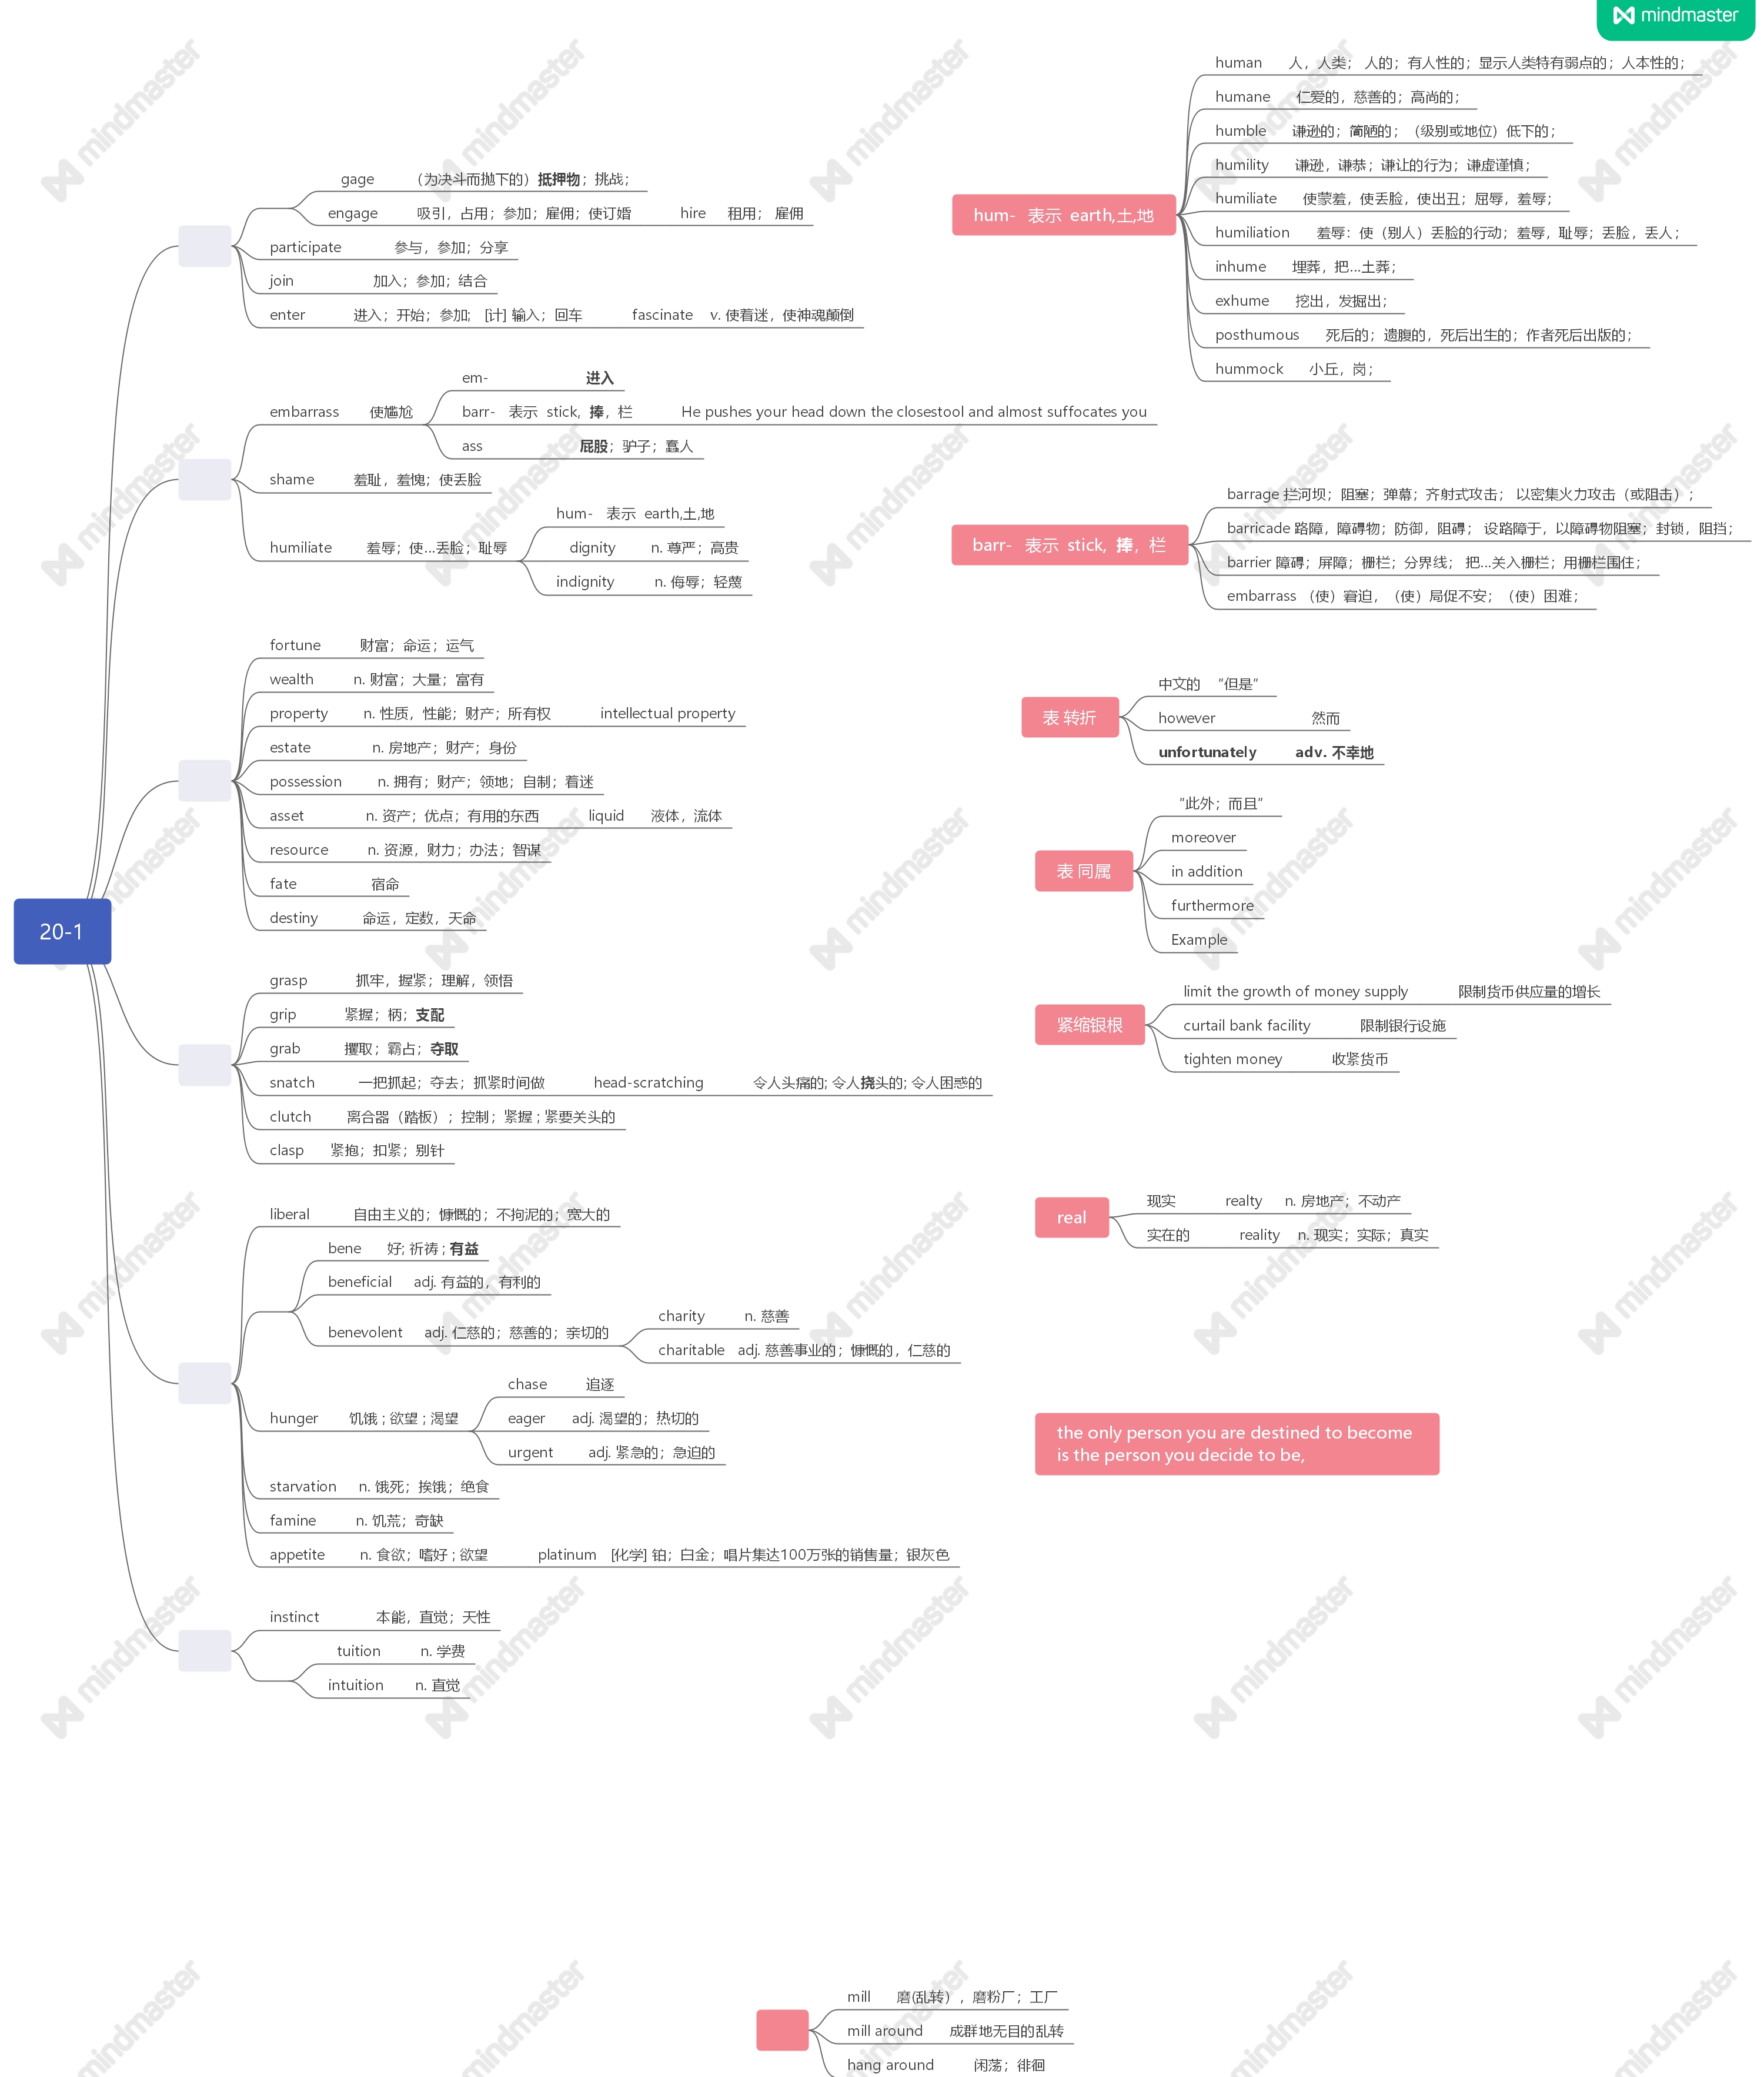 mindmaster
20-1
gage （为决斗而抛下的）抵押物；挑战；
engage 吸引，占用；参加；雇佣；使订婚 hire 租用； 雇佣
participate 参与，参加；分享
join 加入；参加；结合
enter 进入；开始；参加; [计] 输入；回车 fascinate v. 使着迷，使神魂颠倒
embarrass 使尴尬
em- 进入
barr- 表示 stick, 捧，栏 He pushes your head down the closestool and almost suffocates you
ass 屁股；驴子；蠢人
shame 羞耻，羞愧；使丢脸
humiliate 羞辱；使…丢脸；耻辱
hum- 表示 earth,土,地
dignity n. 尊严；高贵
indignity n. 侮辱；轻蔑
fortune 财富；命运；运气
wealth n. 财富；大量；富有
property n. 性质，性能；财产；所有权 intellectual property
estate n. 房地产；财产；身份
possession n. 拥有；财产；领地；自制；着迷
asset n. 资产；优点；有用的东西 liquid 液体，流体
resource n. 资源，财力；办法；智谋
fate 宿命
destiny 命运，定数，天命
grasp 抓牢，握紧；理解，领悟
grip 紧握；柄；支配
grab 攫取；霸占；夺取
snatch 一把抓起；夺去；抓紧时间做 head-scratching 令人头痛的; 令人挠头的; 令人困惑的
clutch 离合器（踏板）；控制；紧握 ; 紧要关头的
clasp 紧抱；扣紧；别针
liberal 自由主义的；慷慨的；不拘泥的；宽大的
bene 好; 祈祷 ; 有益
beneficial adj. 有益的，有利的
benevolent adj. 仁慈的；慈善的；亲切的
charity n. 慈善
charitable adj. 慈善事业的；慷慨的，仁慈的
hunger 饥饿 ; 欲望 ; 渴望
chase 追逐
eager adj. 渴望的；热切的
urgent adj. 紧急的；急迫的
starvation n. 饿死；挨饿；绝食
famine n. 饥荒；奇缺
appetite n. 食欲；嗜好 ; 欲望 platinum [化学] 铂；白金；唱片集达100万张的销售量；银灰色
instinct 本能，直觉；天性
tuition n. 学费
intuition n. 直觉
hum- 表示 earth,土,地
human 人，人类； 人的；有人性的；显示人类特有弱点的；人本性的；
humane 仁爱的，慈善的；高尚的；
humble 谦逊的；简陋的；（级别或地位）低下的；
humility 谦逊，谦恭；谦让的行为；谦虚谨慎；
humiliate 使蒙羞，使丢脸，使出丑；屈辱，羞辱；
humiliation 羞辱：使（别人）丢脸的行动；羞辱，耻辱；丢脸，丢人；
inhume 埋葬，把…土葬；
exhume 挖出，发掘出；
posthumous 死后的；遗腹的，死后出生的；作者死后出版的；
hummock 小丘，岗；
barr- 表示 stick, 捧，栏
barrage 拦河坝；阻塞；弹幕；齐射式攻击； 以密集火力攻击（或阻击）；
barricade 路障，障碍物；防御，阻碍； 设路障于，以障碍物阻塞；封锁，阻挡；
barrier 障碍；屏障；栅栏；分界线； 把…关入栅栏；用栅栏围住；
embarrass （使）窘迫，（使）局促不安；（使）困难；
表 转折
中文的 “但是”
however 然而
unfortunately adv. 不幸地
表 同属
“此外；而且”
moreover
in addition
furthermore
Example
紧缩银根
limit the growth of money supply 限制货币供应量的增长
curtail bank facility 限制银行设施
tighten money 收紧货币
real
现实 realty n. 房地产；不动产
实在的 reality n. 现实；实际；真实
the only person you are destined to become
is the person you decide to be,
mill 磨(乱转），磨粉厂；工厂
mill around 成群地无目的乱转
hang around 闲荡；徘徊